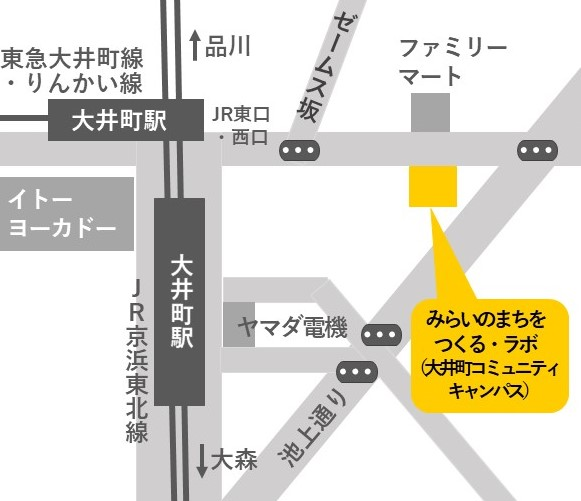 品川
ゼームス坂
ファミリー
マート
東急大井町線
・りんかい線
大井町駅
JR東口
・西口
イトー
ヨーカドー
大井町駅
JR京浜東北線
ヤマダ電機
みらいのまちを
つくる・ラボ
(大井町コミュニティ
キャンパス)
池上通り
大森